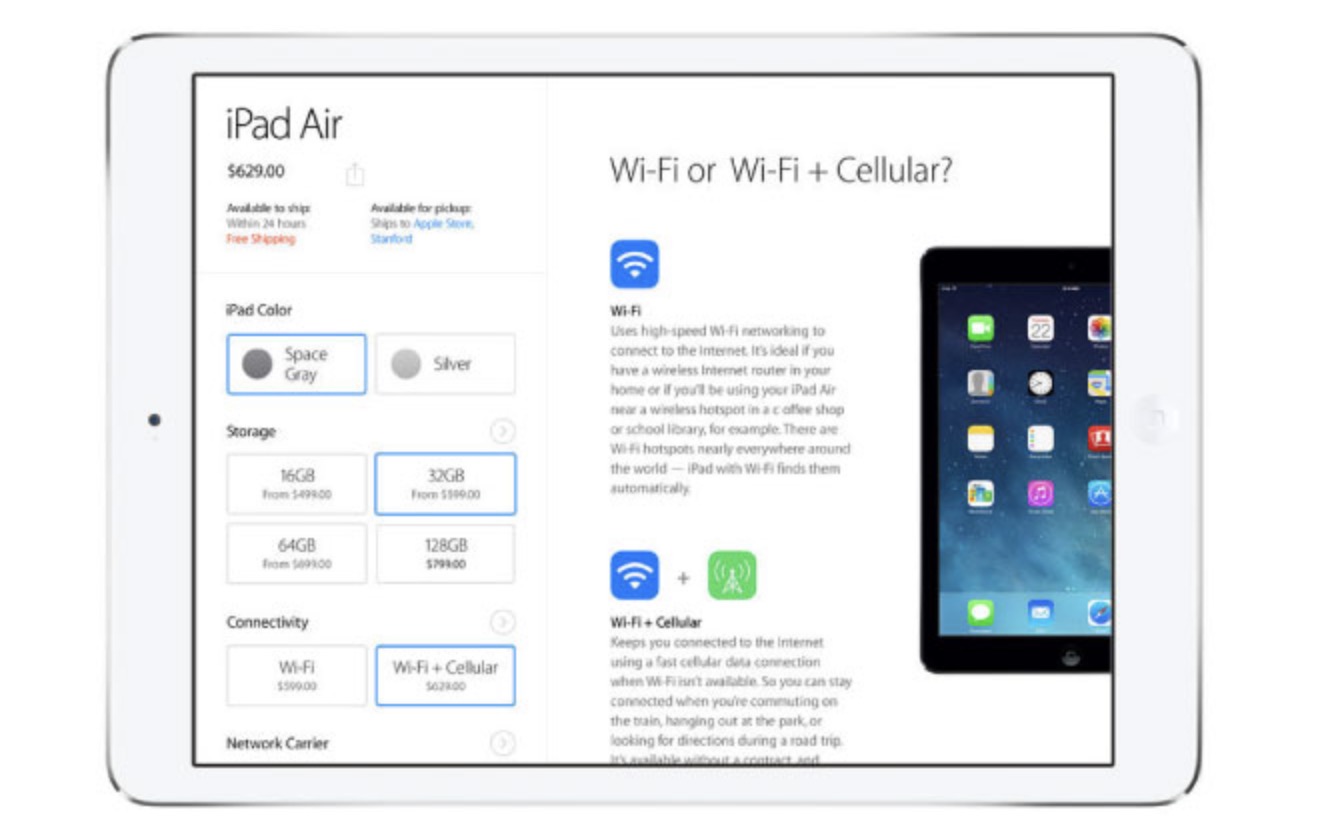 iPad Air
$629.00
Available to ship:
Within 24 hours
Free Shipping
Available for pickup:
Ships to Apple Store,
Stanford
iPad Color
Space
Gray
Silver
Storage
16GB
From $499.00
32GB
From $599.00
64GB
From $699.00
128GB
$799.00
Connectivity
Wi-Fi
$599.00
Wi-Fi + Cellular
$629.00
Network Carrier
Wi-Fi or Wi-Fi + Cellular?
Wi-Fi
Uses high-speed Wi-Fi networking to
connect to the Internet. It's ideal if you
have a wireless Internet router in your
home or if you'll be using your iPad Air
near a wireless hotspot in a c offee shop
or school library, for example. There are
Wi-Fi hotspots nearly everywhere around
the world — iPad with Wi-Fi finds them
automatically.
+
Wi-Fi + Cellular
Keeps you connected to the Internet
using a fast cellular data connection
when Wi-Fi isn't available. So you can stay
connected when you're commuting on
the train, hanging out at the park, or
looking for directions during a road trip.
It's available without a contract, and
22